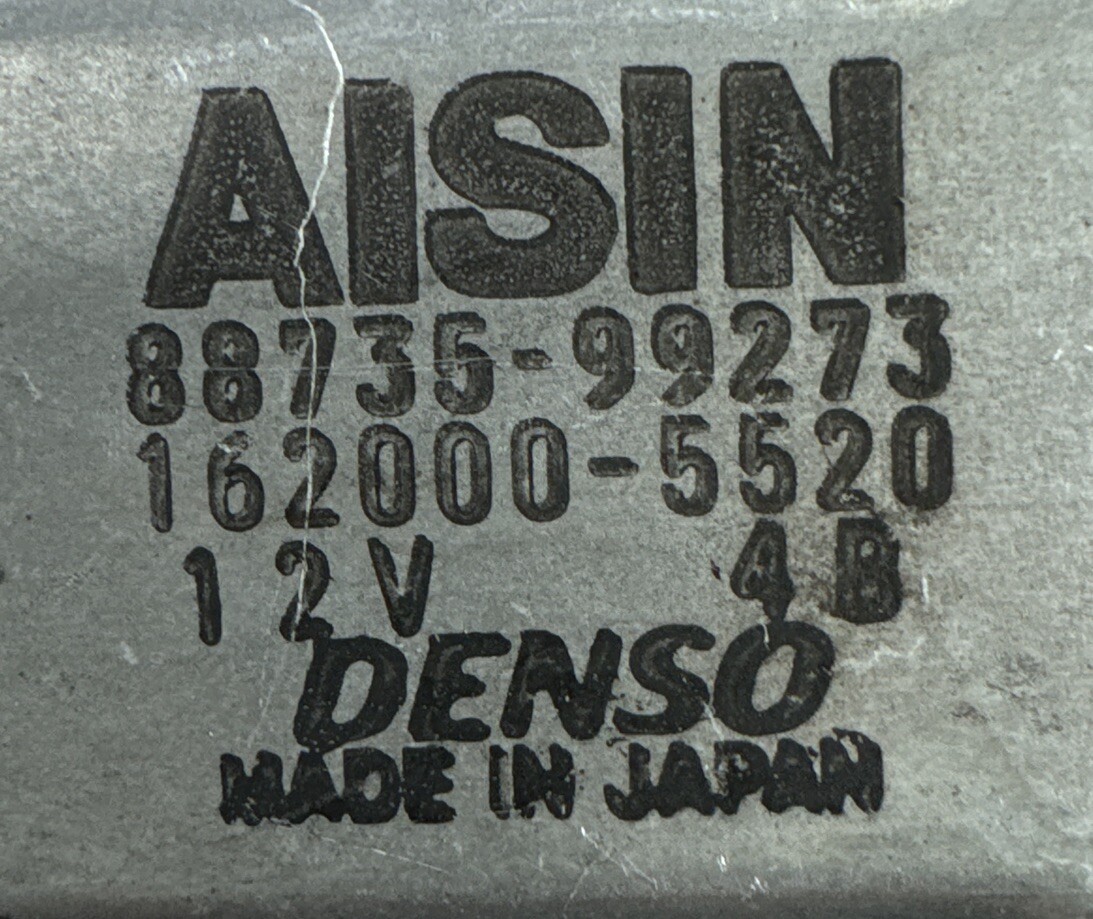 AISIN
88735-99273
162000-5520
12V 4B
DENSO
MADE IN JAPAN